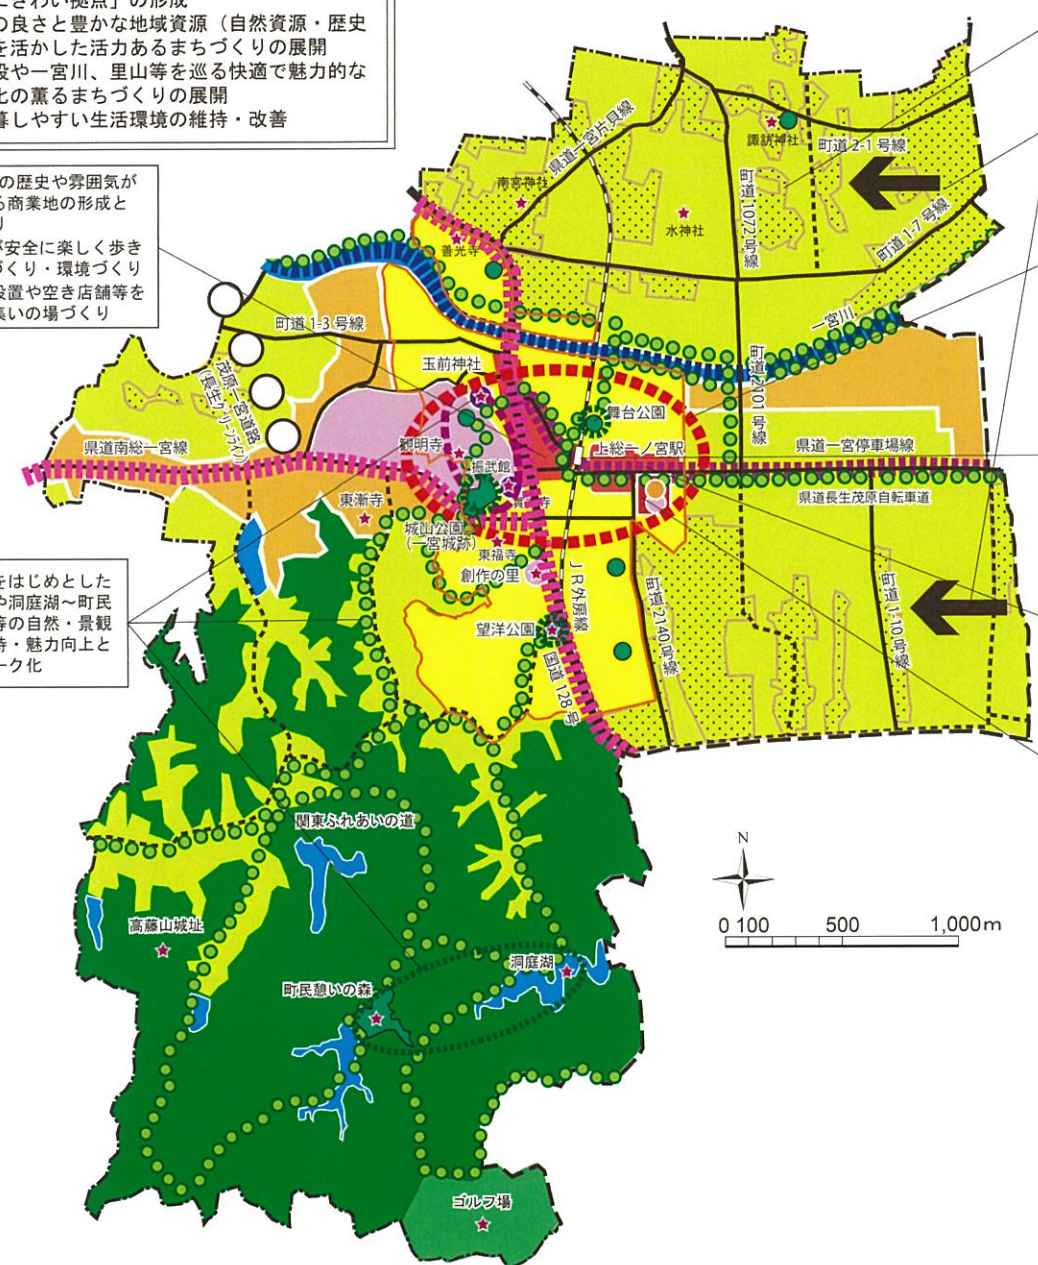 にぎわい拠点」の形成
の良さと豊かな地域資源（自然資源・歴史
を活かした活力あるまちづくりの展開
設や一宮川、里山等を巡る快適で魅力的な
化の薫るまちづくりの展開
暮しやすい生活環境の維持・改善
の歴史や雰囲気が
る商業地の形成と
り
が安全に楽しく歩き
づくり・環境づくり
設置や空き店舗等を
集いの場づくり
をはじめとした
や洞庭湖～町民
等の自然・景観
持・魅力向上と
ーク化
県道一宮片貝線
諏訪神社
町道2-1号線
南宮神社
町道1072号線
水神社
町道1-7号線
善光寺
一宮川
町道1-3号線
玉前神社
町道2101号線
茂原一宮道路
（長生グリーンライン）
舞台公園
県道南総一宮線
観明寺
上総一ノ宮駅
県道一宮停車場線
振武館
東漸寺
県道長生茂原自転車道
城山公園
（一宮城跡）
東福寺
創作の里
JR外房線
町道2140号線
町道1-10号線
望洋公園
国道128号
関東ふれあいの道
高藤山城址
洞庭湖
町民憩いの森
ゴルフ場
N
0 100 500 1,000m